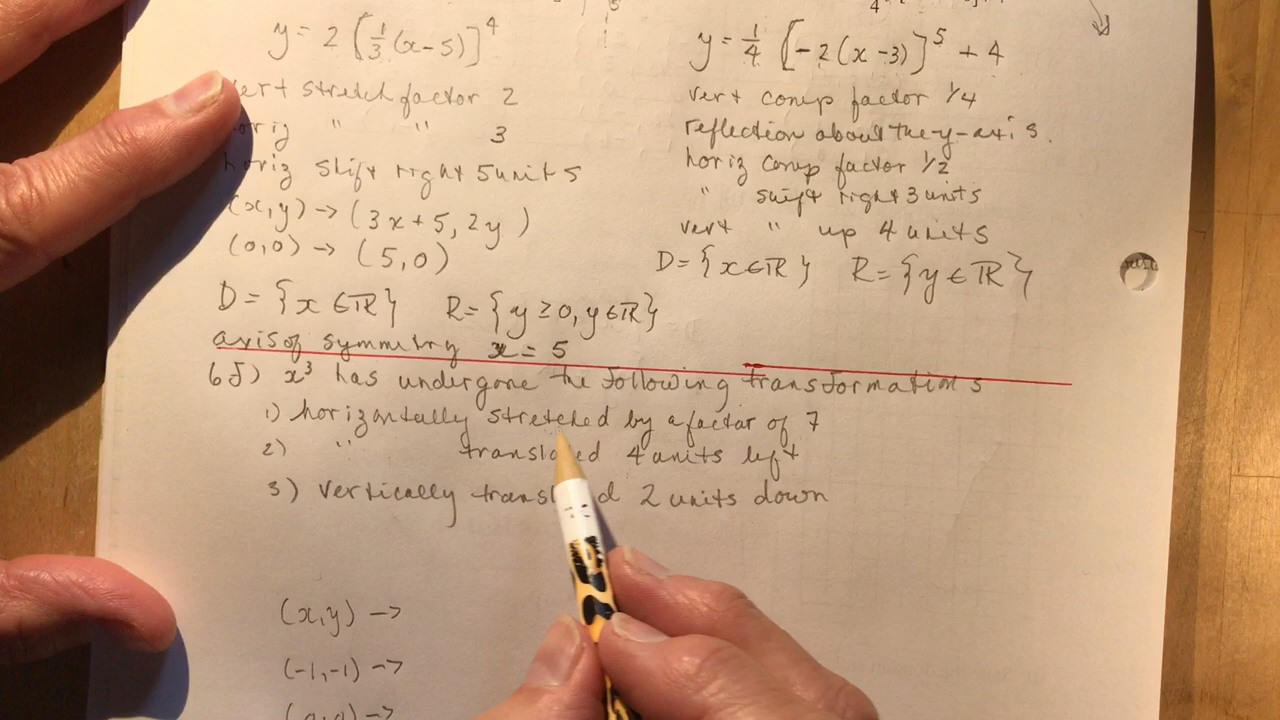 y = 2 [1/3 (x-5)]^4
vert stretch factor 2
horiz " " 3
horiz shift right 5 units
(x,y) -> (3x+5, 2y)
(0,0) -> (5,0)
D = {x ∈ ℝ} R = {y ≥ 0, y ∈ ℝ}
axis of symmetry x = 5
y = 1/4 [-2(x-3)]^5 + 4
vert comp factor 1/4
reflection about the y-axis.
horiz comp factor 1/2
" shift right 3 units
vert " up 4 units
D = {x ∈ ℝ} R = {y ∈ ℝ}
6 f) x³ has undergone the following transformations
1) horizontally stretched by a factor of 7
2) " translated 4 units left
3) vertically translated 2 units down
(x,y) ->
(-1,-1) ->
(0,0) ->